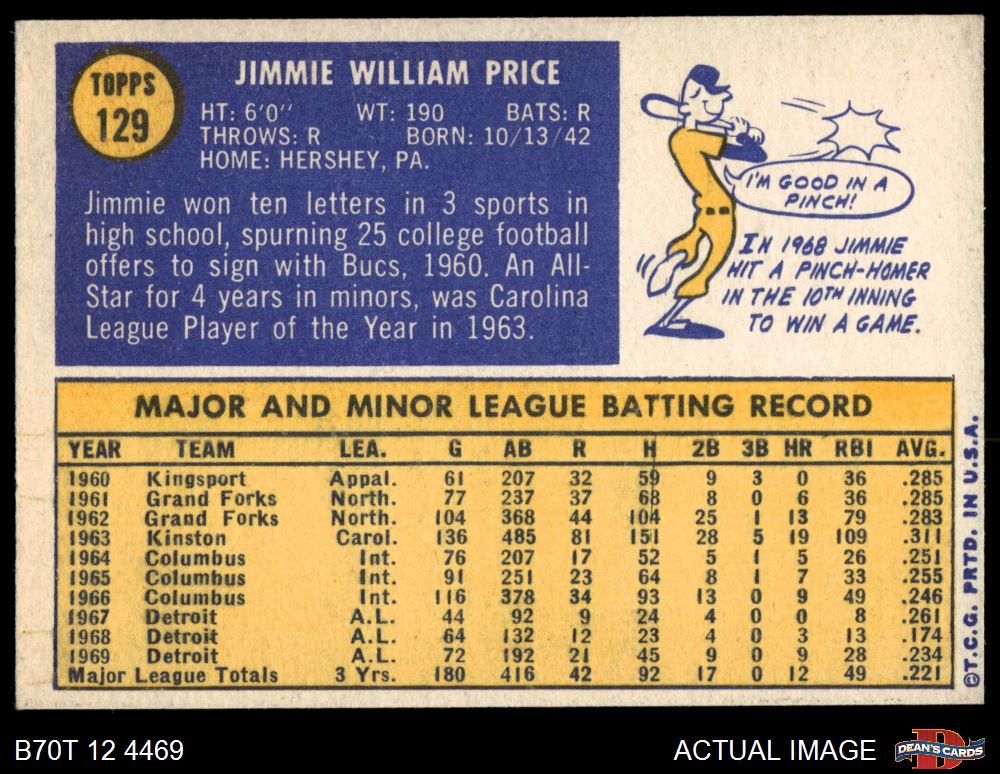 TOPPS
129
JIMMIE WILLIAM PRICE
HT: 6'0" WT: 190 BATS: R
THROWS: R BORN: 10/13/42
HOME: HERSHEY, PA.
Jimmie won ten letters in 3 sports in
high school, spurning 25 college football
offers to sign with Bucs, 1960. An All-
Star for 4 years in minors, was Carolina
League Player of the Year in 1963.
I'M GOOD IN A
PINCH!
IN 1968 JIMMIE
HIT A PINCH-HOMER
IN THE 10TH INNING
TO WIN A GAME.
MAJOR AND MINOR LEAGUE BATTING RECORD
YEAR TEAM LEA. G AB R H 2B 3B HR RBI AVG.
1960 Kingsport Appal. 61 207 32 59 9 3 0 36 .285
1961 Grand Forks North. 77 237 37 68 8 0 6 36 .285
1962 Grand Forks North. 104 368 44 104 25 1 13 79 .283
1963 Kinston Carol. 136 485 81 151 28 5 19 109 .311
1964 Columbus Int. 76 207 17 52 5 1 5 26 .251
1965 Columbus Int. 91 251 23 64 8 1 7 33 .255
1966 Columbus Int. 116 378 34 93 13 0 9 49 .246
1967 Detroit A.L. 44 92 9 24 4 0 0 8 .261
1968 Detroit A.L. 64 132 12 23 4 0 3 13 .174
1969 Detroit A.L. 72 192 21 45 9 0 9 28 .234
Major League Totals 3 Yrs. 180 416 42 92 17 0 12 49 .221
©T.C.G. PRTD. IN U.S.A.
B70T 12 4469
ACTUAL IMAGE
DEAN'S CARDS